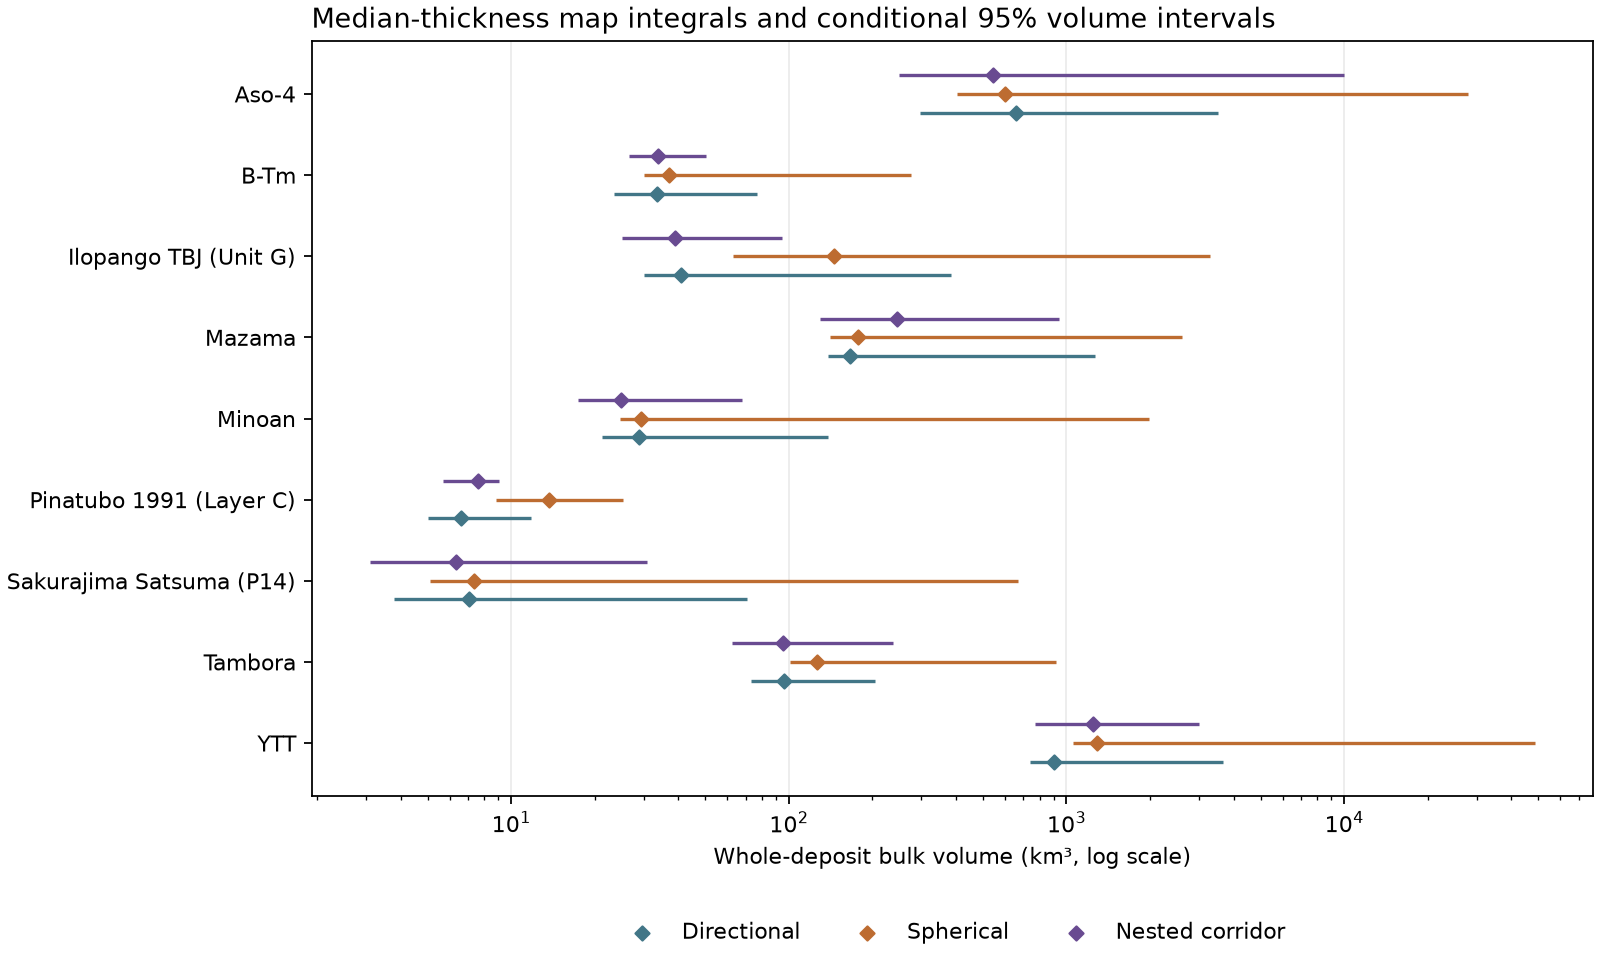 Median-thickness map integrals and conditional 95% volume intervals
Aso-4
B-Tm
Ilopango TBJ (Unit G)
Mazama
Minoan
Pinatubo 1991 (Layer C)
Sakurajima Satsuma (P14)
Tambora
YTT
10¹ 10² 10³ 10⁴
Whole-deposit bulk volume (km³, log scale)
Directional Spherical Nested corridor